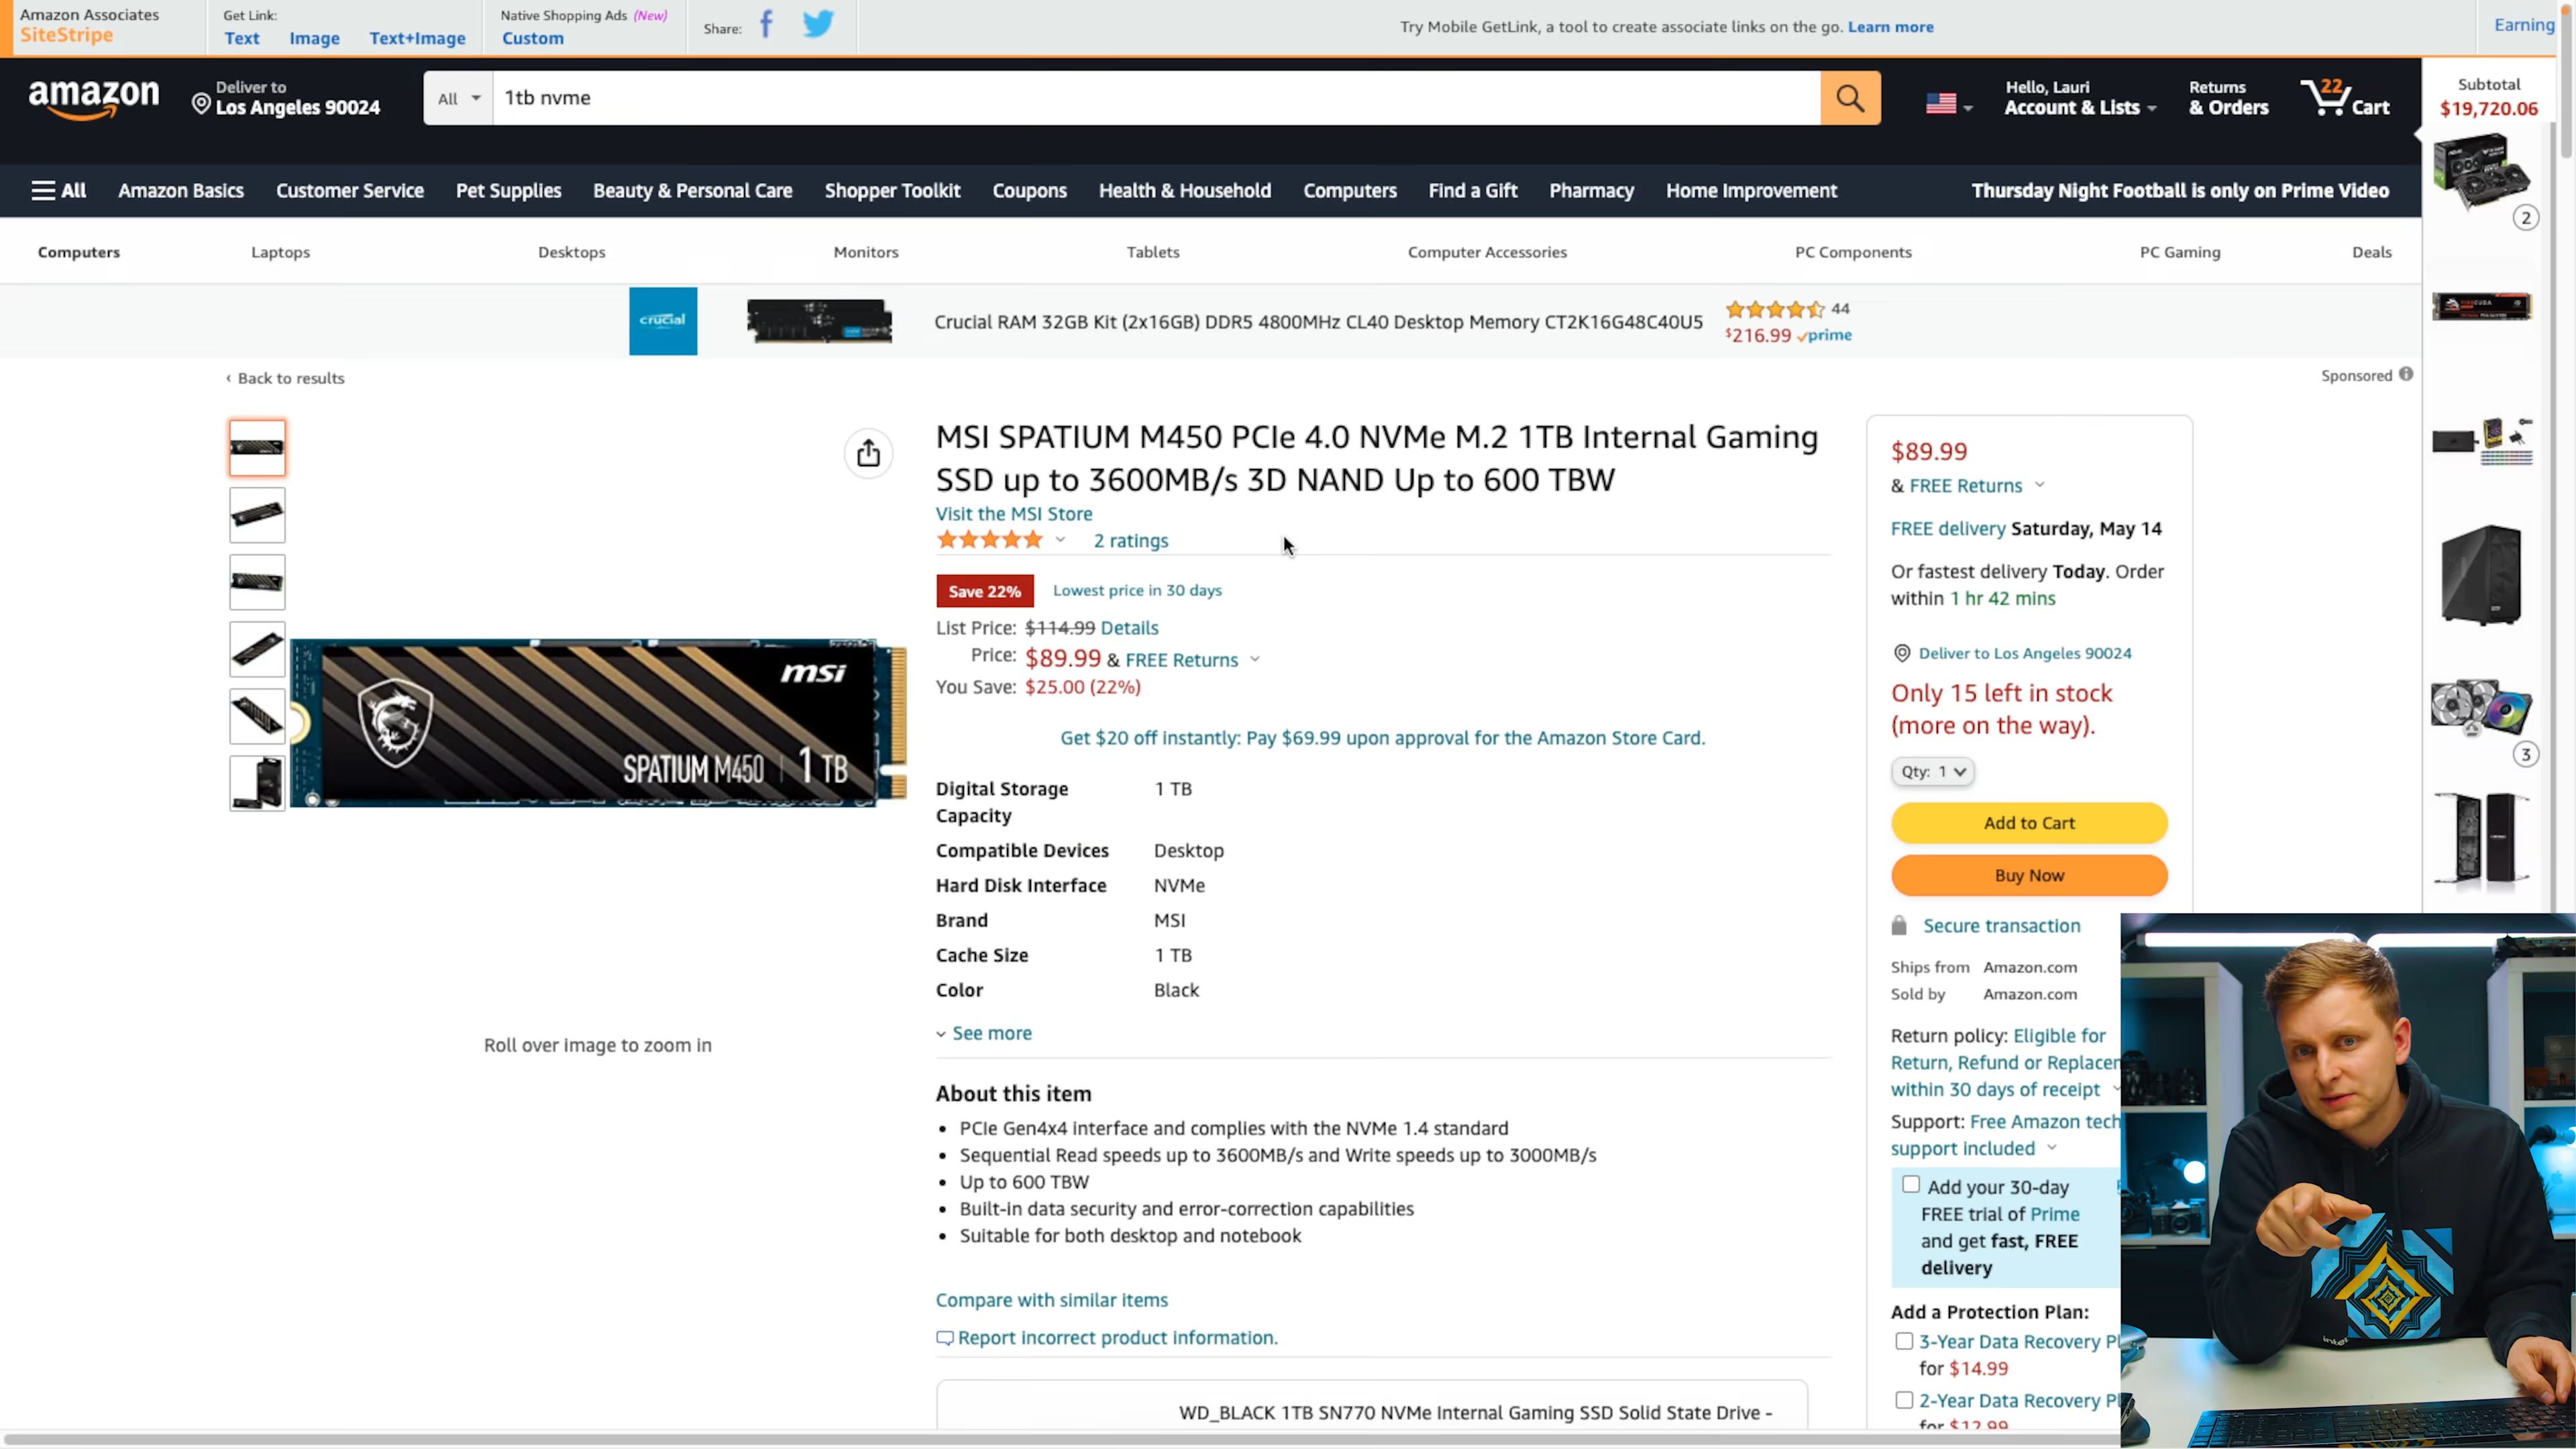 Amazon Associates
SiteStripe
Get Link:
Text Image Text+Image
Native Shopping Ads (New)
Custom
Share:
Try Mobile GetLink, a tool to create associate links on the go. Learn more
Earning
amazon
Deliver to
Los Angeles 90024
All
1tb nvme
Hello, Lauri
Account & Lists
Returns
& Orders
22
Cart
Subtotal
$19,720.06
All Amazon Basics Customer Service Pet Supplies Beauty & Personal Care Shopper Toolkit Coupons Health & Household Computers Find a Gift Pharmacy Home Improvement
Thursday Night Football is only on Prime Video
2
Computers Laptops Desktops Monitors Tablets Computer Accessories PC Components PC Gaming Deals
crucial
Crucial RAM 32GB Kit (2x16GB) DDR5 4800MHz CL40 Desktop Memory CT2K16G48C40U5
44
$216.99 prime
‹ Back to results
Sponsored
MSI SPATIUM M450 PCIe 4.0 NVMe M.2 1TB Internal Gaming
SSD up to 3600MB/s 3D NAND Up to 600 TBW
Visit the MSI Store
2 ratings
Save 22%
Lowest price in 30 days
List Price: $114.99 Details
Price: $89.99 & FREE Returns
You Save: $25.00 (22%)
Get $20 off instantly: Pay $69.99 upon approval for the Amazon Store Card.
msi
SPATIUM M450 | 1 TB
Roll over image to zoom in
Digital Storage 1 TB
Capacity
Compatible Devices Desktop
Hard Disk Interface NVMe
Brand MSI
Cache Size 1 TB
Color Black
See more
About this item
• PCIe Gen4x4 interface and complies with the NVMe 1.4 standard
• Sequential Read speeds up to 3600MB/s and Write speeds up to 3000MB/s
• Up to 600 TBW
• Built-in data security and error-correction capabilities
• Suitable for both desktop and notebook
Compare with similar items
Report incorrect product information.
WD_BLACK 1TB SN770 NVMe Internal Gaming SSD Solid State Drive -
$89.99
& FREE Returns
FREE delivery Saturday, May 14
Or fastest delivery Today. Order
within 1 hr 42 mins
Deliver to Los Angeles 90024
Only 15 left in stock
(more on the way).
Qty: 1
Add to Cart
Buy Now
Secure transaction
Ships from Amazon.com
Sold by Amazon.com
Return policy: Eligible for
Return, Refund or Replacen
within 30 days of receipt
Support: Free Amazon tech
support included
Add your 30-day
FREE trial of Prime
and get fast, FREE
delivery
Add a Protection Plan:
3-Year Data Recovery Pl
for $14.99
2-Year Data Recovery Pl
for $12.99
3
intel